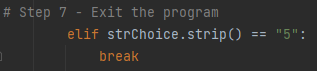 # Step 7 - Exit the program
elif strChoice.strip() == "5":
break